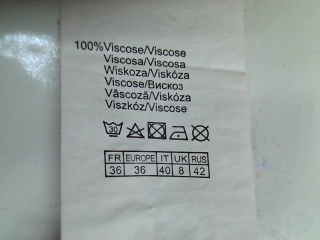 100%Viscose/Viscose
Viscosa/Viscosa
Wiskoza/Viskóza
Viscose/Вискоз
Vâscoză/Viskóza
Viszkóz/Viscose
30
FR EUROPE IT UK RUS
36 36 40 8 42